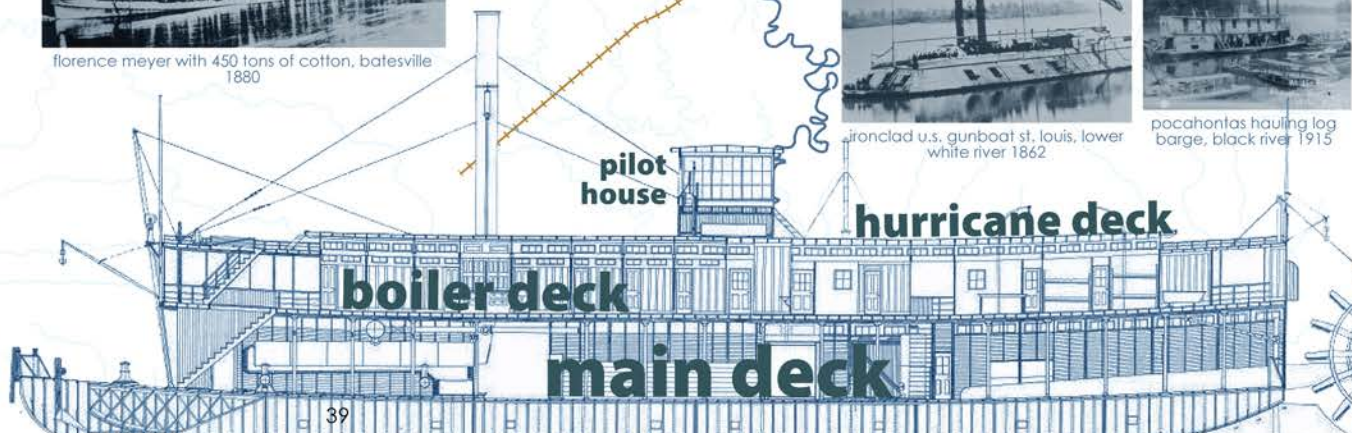 florence meyer with 450 tons of cotton, batesville
1880
ironclad u.s. gunboat st. louis, lower
white river 1862
pocahontas hauling log
barge, black river 1915
pilot
house
hurricane deck
boiler deck
main deck
39